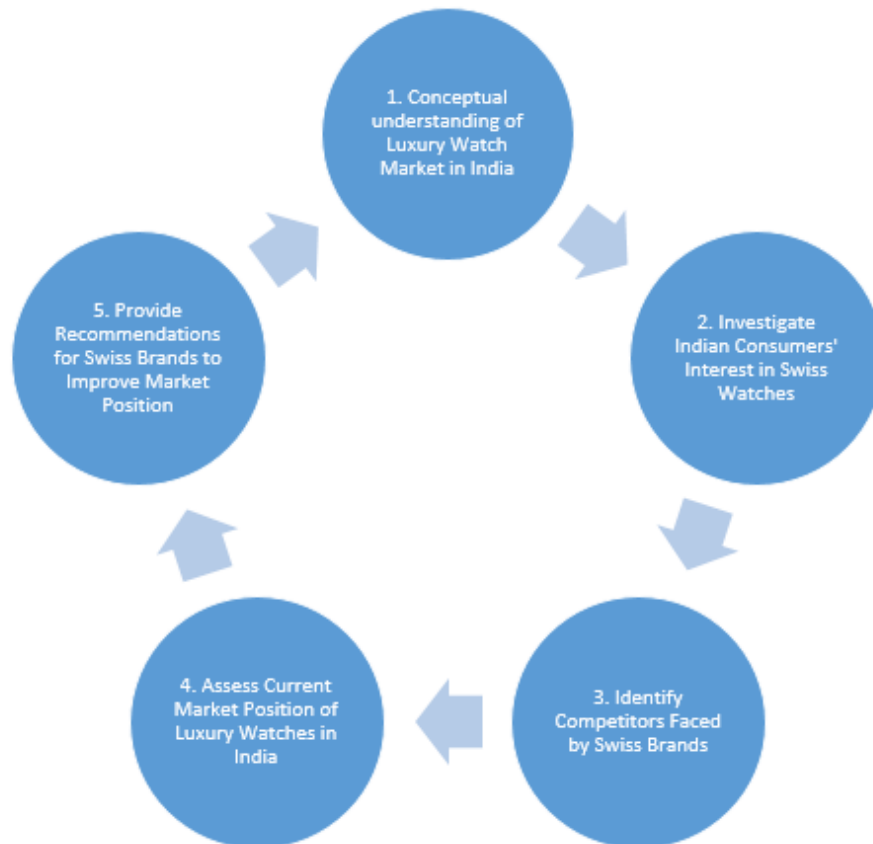 1. Conceptual
understanding of
Luxury Watch
Market in India
2. Investigate
Indian Consumers'
Interest in Swiss
Watches
3. Identify
Competitors Faced
by Swiss Brands
4. Assess Current
Market Position of
Luxury Watches in
India
5. Provide
Recommendations
for Swiss Brands to
Improve Market
Position